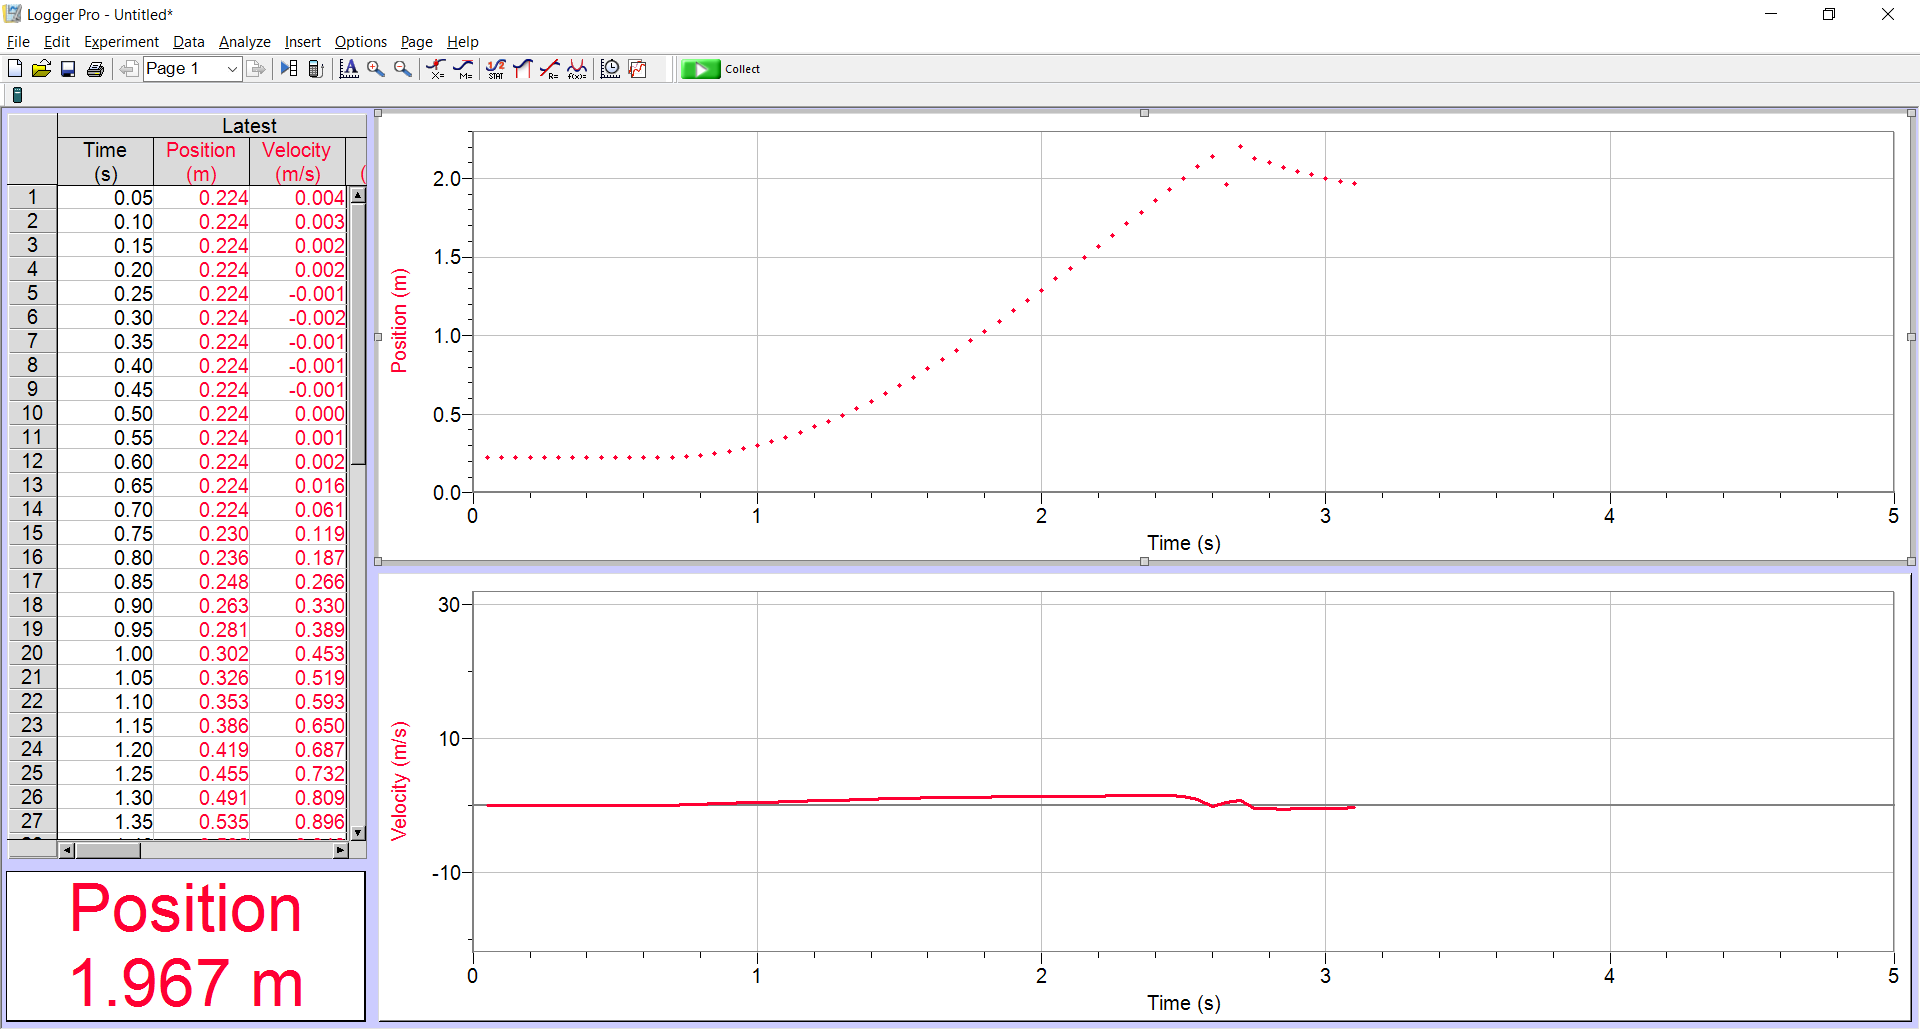 Logger Pro - Untitled*
File Edit Experiment Data Analyze Insert Options Page Help
Page 1 X= M= STAT R= f(x)= Collect
Latest
Time Position Velocity
(s) (m) (m/s) (
1 0.05 0.224 0.004
2 0.10 0.224 0.003
3 0.15 0.224 0.002
4 0.20 0.224 0.002
5 0.25 0.224 -0.001
6 0.30 0.224 -0.002
7 0.35 0.224 -0.001
8 0.40 0.224 -0.001
9 0.45 0.224 -0.001
10 0.50 0.224 0.000
11 0.55 0.224 0.001
12 0.60 0.224 0.002
13 0.65 0.224 0.016
14 0.70 0.224 0.061
15 0.75 0.230 0.119
16 0.80 0.236 0.187
17 0.85 0.248 0.266
18 0.90 0.263 0.330
19 0.95 0.281 0.389
20 1.00 0.302 0.453
21 1.05 0.326 0.519
22 1.10 0.353 0.593
23 1.15 0.386 0.650
24 1.20 0.419 0.687
25 1.25 0.455 0.732
26 1.30 0.491 0.809
27 1.35 0.535 0.896
Position
1.967 m
Position (m)
2.0
1.5
1.0
0.5
0.0
0 1 2 3 4 5
Time (s)
Velocity (m/s)
30
10
-10
0 1 2 3 4 5
Time (s)